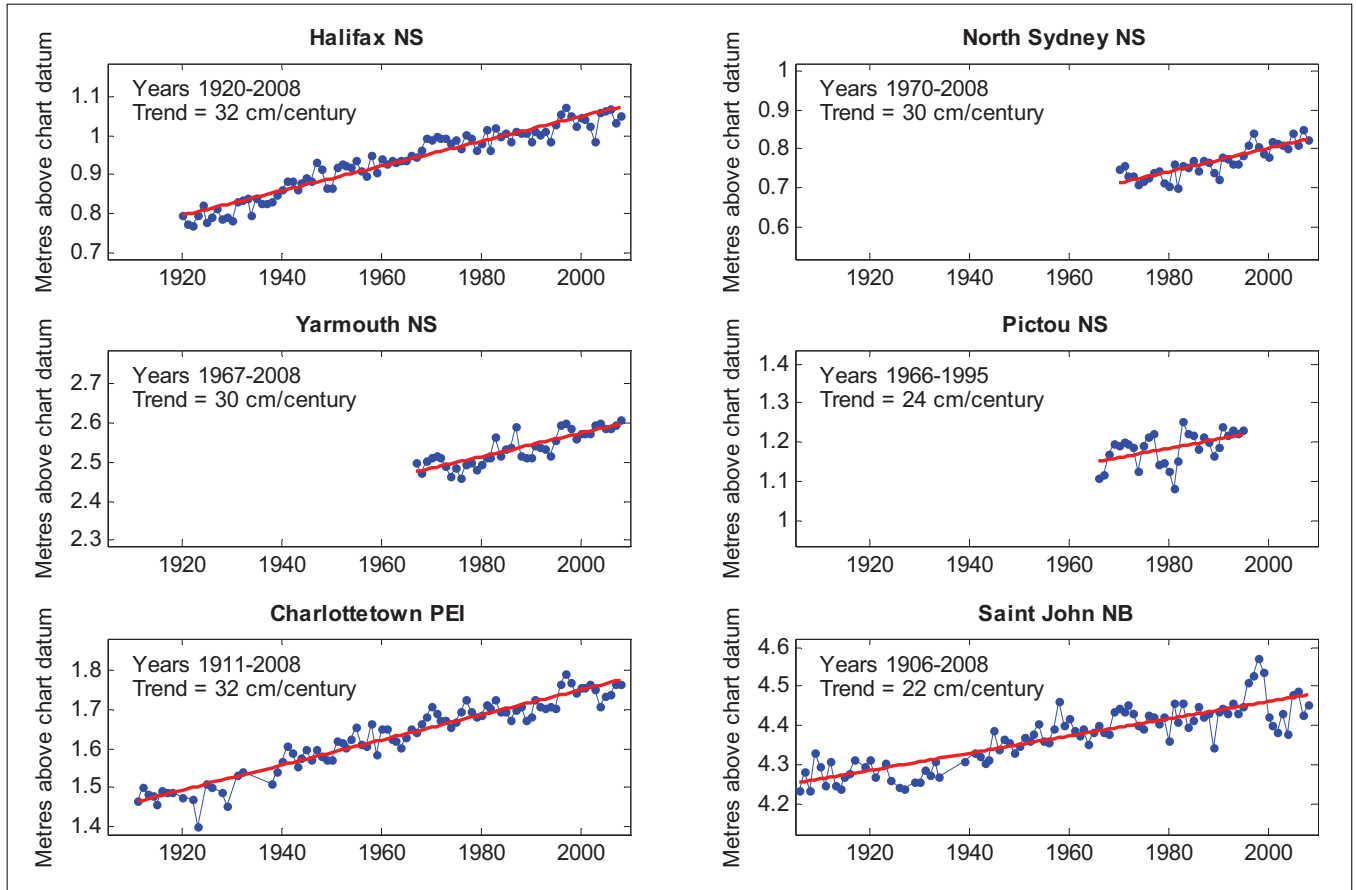 Halifax NS
Metres above chart datum
Years 1920-2008
Trend = 32 cm/century
1.1
1
0.9
0.8
0.7
1920 1940 1960 1980 2000
North Sydney NS
Metres above chart datum
Years 1970-2008
Trend = 30 cm/century
1
0.9
0.8
0.7
0.6
1920 1940 1960 1980 2000
Yarmouth NS
Metres above chart datum
Years 1967-2008
Trend = 30 cm/century
2.7
2.6
2.5
2.4
2.3
1920 1940 1960 1980 2000
Pictou NS
Metres above chart datum
Years 1966-1995
Trend = 24 cm/century
1.4
1.3
1.2
1.1
1
1920 1940 1960 1980 2000
Charlottetown PEI
Metres above chart datum
Years 1911-2008
Trend = 32 cm/century
1.8
1.7
1.6
1.5
1.4
1920 1940 1960 1980 2000
Saint John NB
Metres above chart datum
Years 1906-2008
Trend = 22 cm/century
4.6
4.5
4.4
4.3
4.2
1920 1940 1960 1980 2000